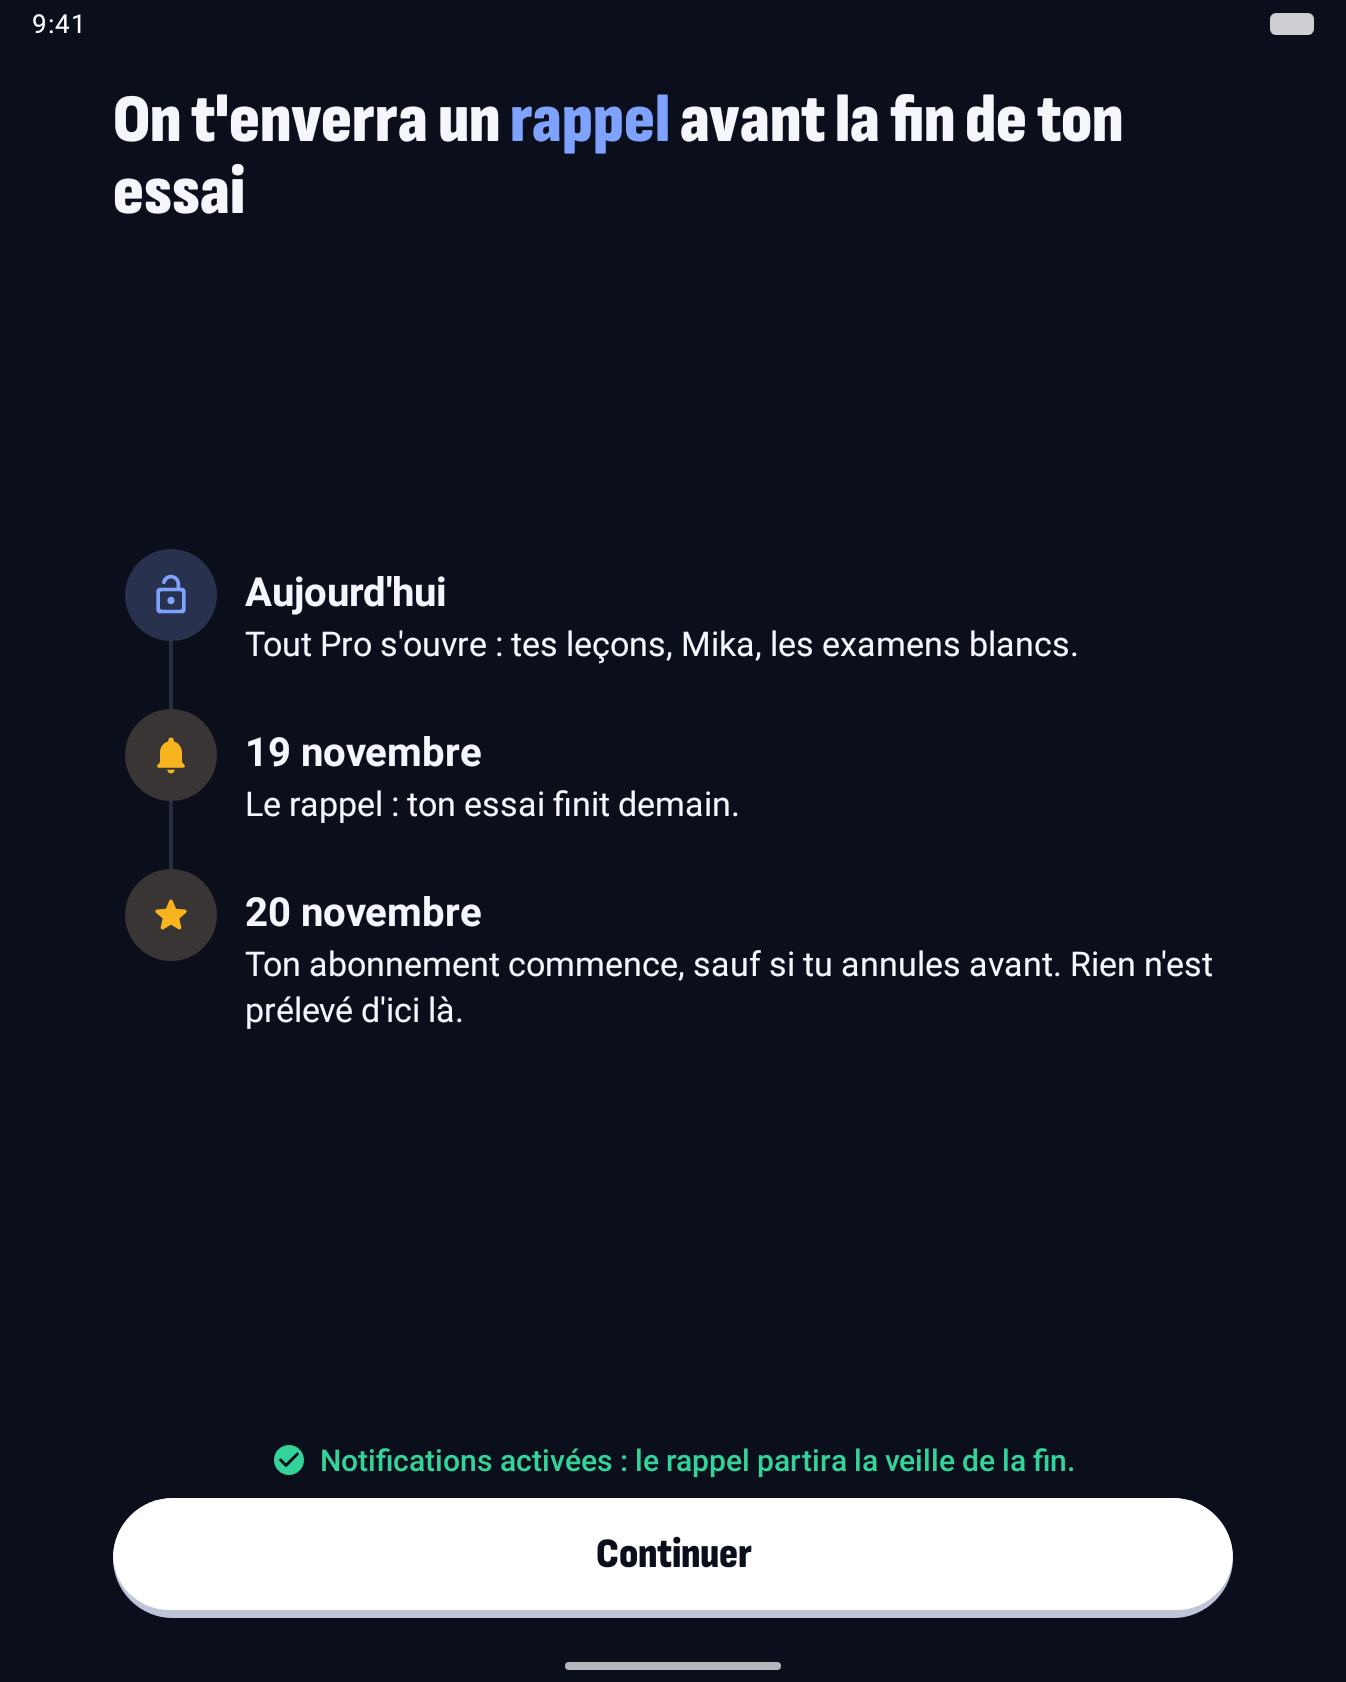 9:41
On t'enverra un rappel avant la fin de ton
essai
Aujourd'hui
Tout Pro s'ouvre : tes leçons, Mika, les examens blancs.
19 novembre
Le rappel : ton essai finit demain.
20 novembre
Ton abonnement commence, sauf si tu annules avant. Rien n'est
prélevé d'ici là.
Notifications activées : le rappel partira la veille de la fin.
Continuer